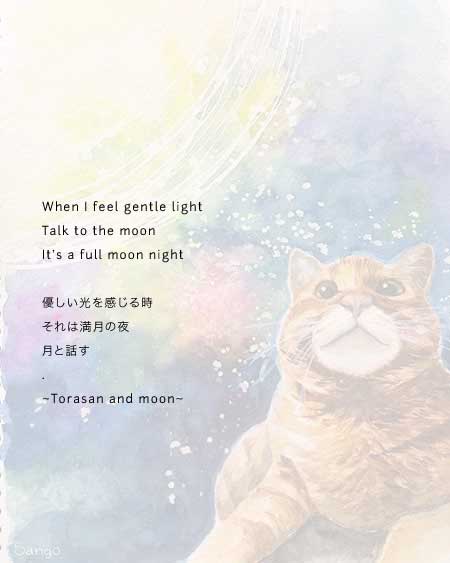 When I feel gentle light
Talk to the moon
It's a full moon night
優しい光を感じる時
それは満月の夜
月と話す
.
~Torasan and moon~
Dango